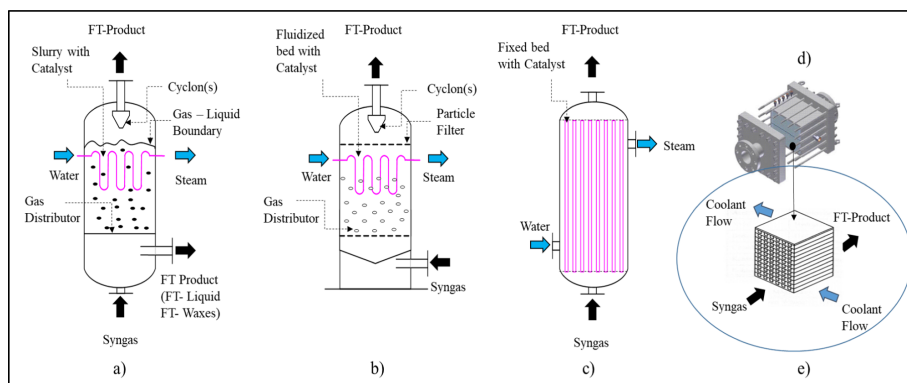 FT-Product
Slurry with
Catalyst
Cyclon(s)
Gas – Liquid
Boundary
Water
Steam
Gas
Distributor
FT Product
(FT- Liquid
FT- Waxes)
Syngas
a)
FT-Product
Fluidized
bed with
Catalyst
Cyclon(s)
Particle
Filter
Water
Steam
Gas
Distributor
Syngas
b)
FT-Product
Fixed bed
with Catalyst
Steam
Water
Syngas
c)
d)
Coolant
Flow
FT-Product
Syngas
Coolant
Flow
e)